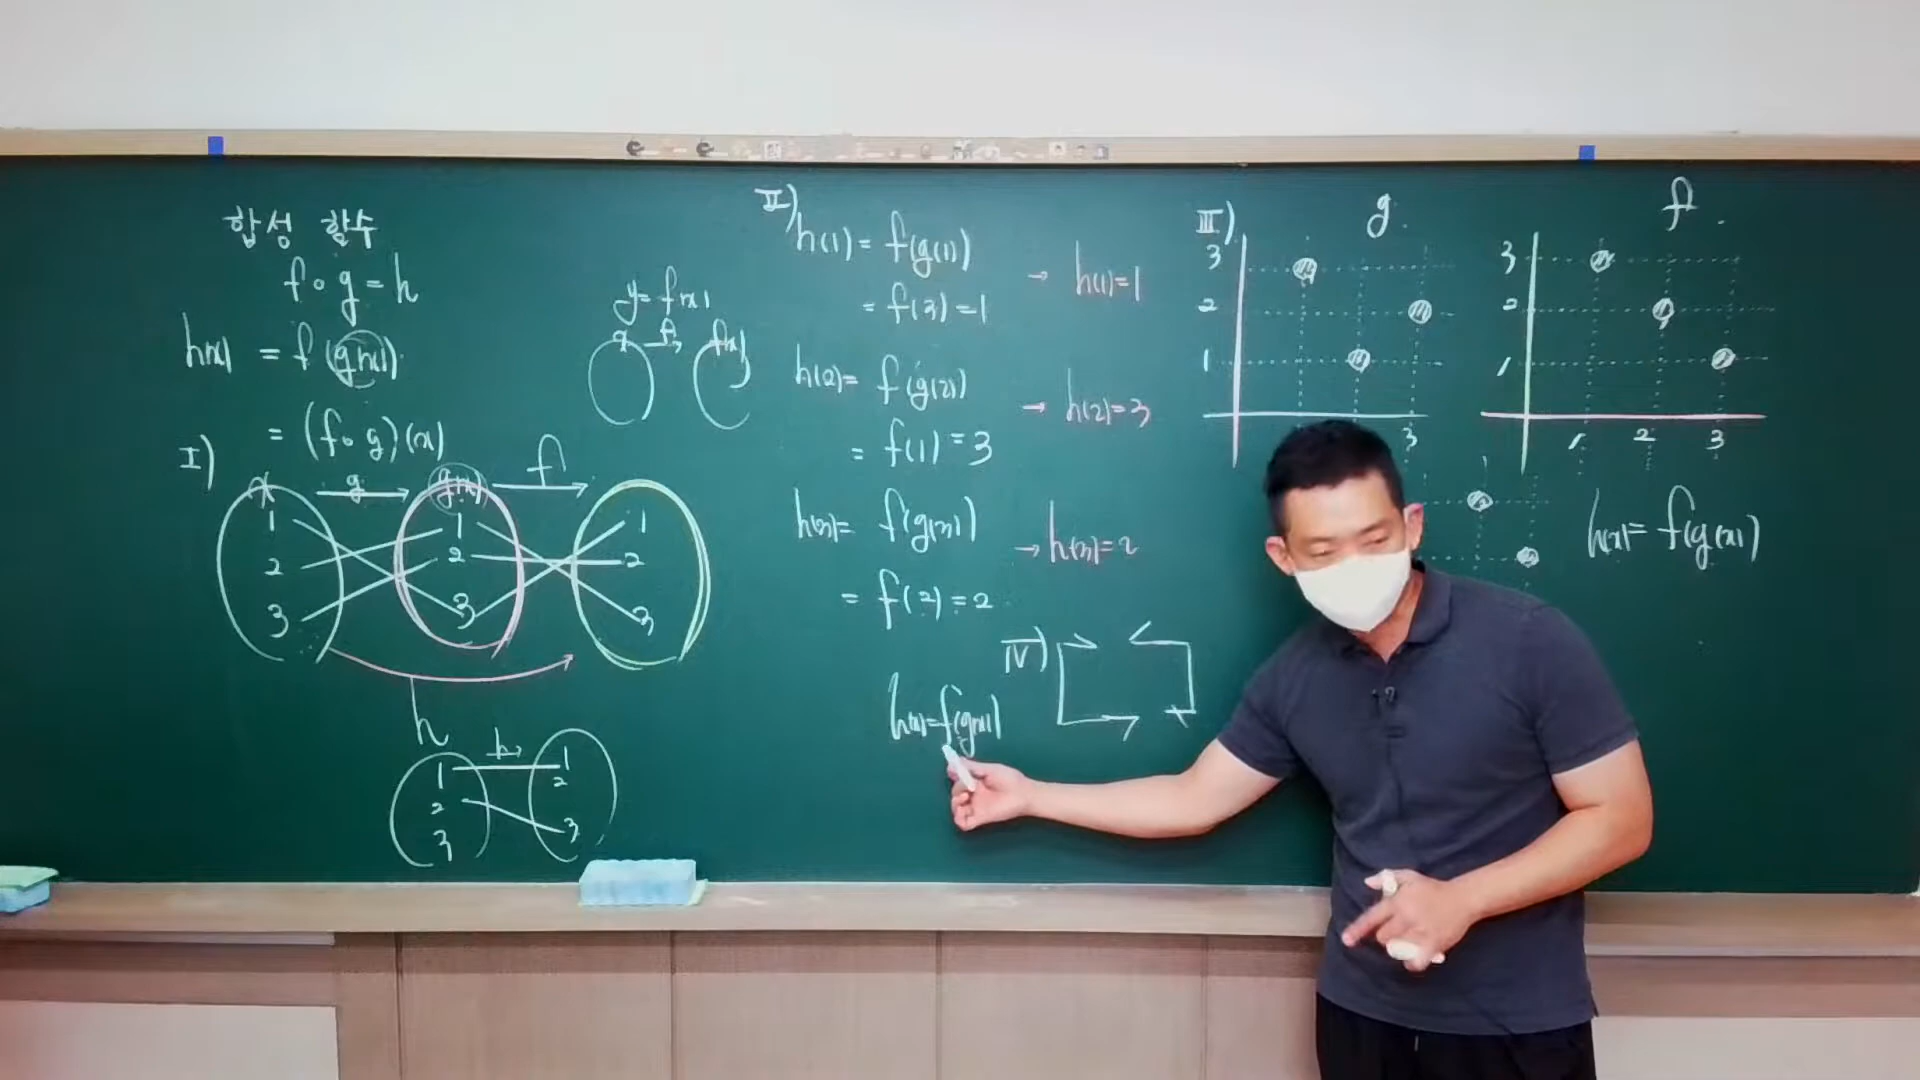 합성 함수
f∘g=h
h(x) = f(g(x))
= (f∘g)(x)
y=f(x)
x f f(x)
I)
x g g(x) f
1 1 1
2 2 2
3 3 3
h
h
1 1
2 2
3 3
II)
h(1)= f(g(1))
= f(3)=1
→ h(1)=1
h(2)= f(g(2))
= f(1)=3
→ h(2)=3
h(3)= f(g(3))
= f(2)=2
→ h(3)=2
h(x)=f(g(x))
III)
g
3
2
1
3
f
3
2
1
1 2 3
h(x)= f(g(x))
IV)